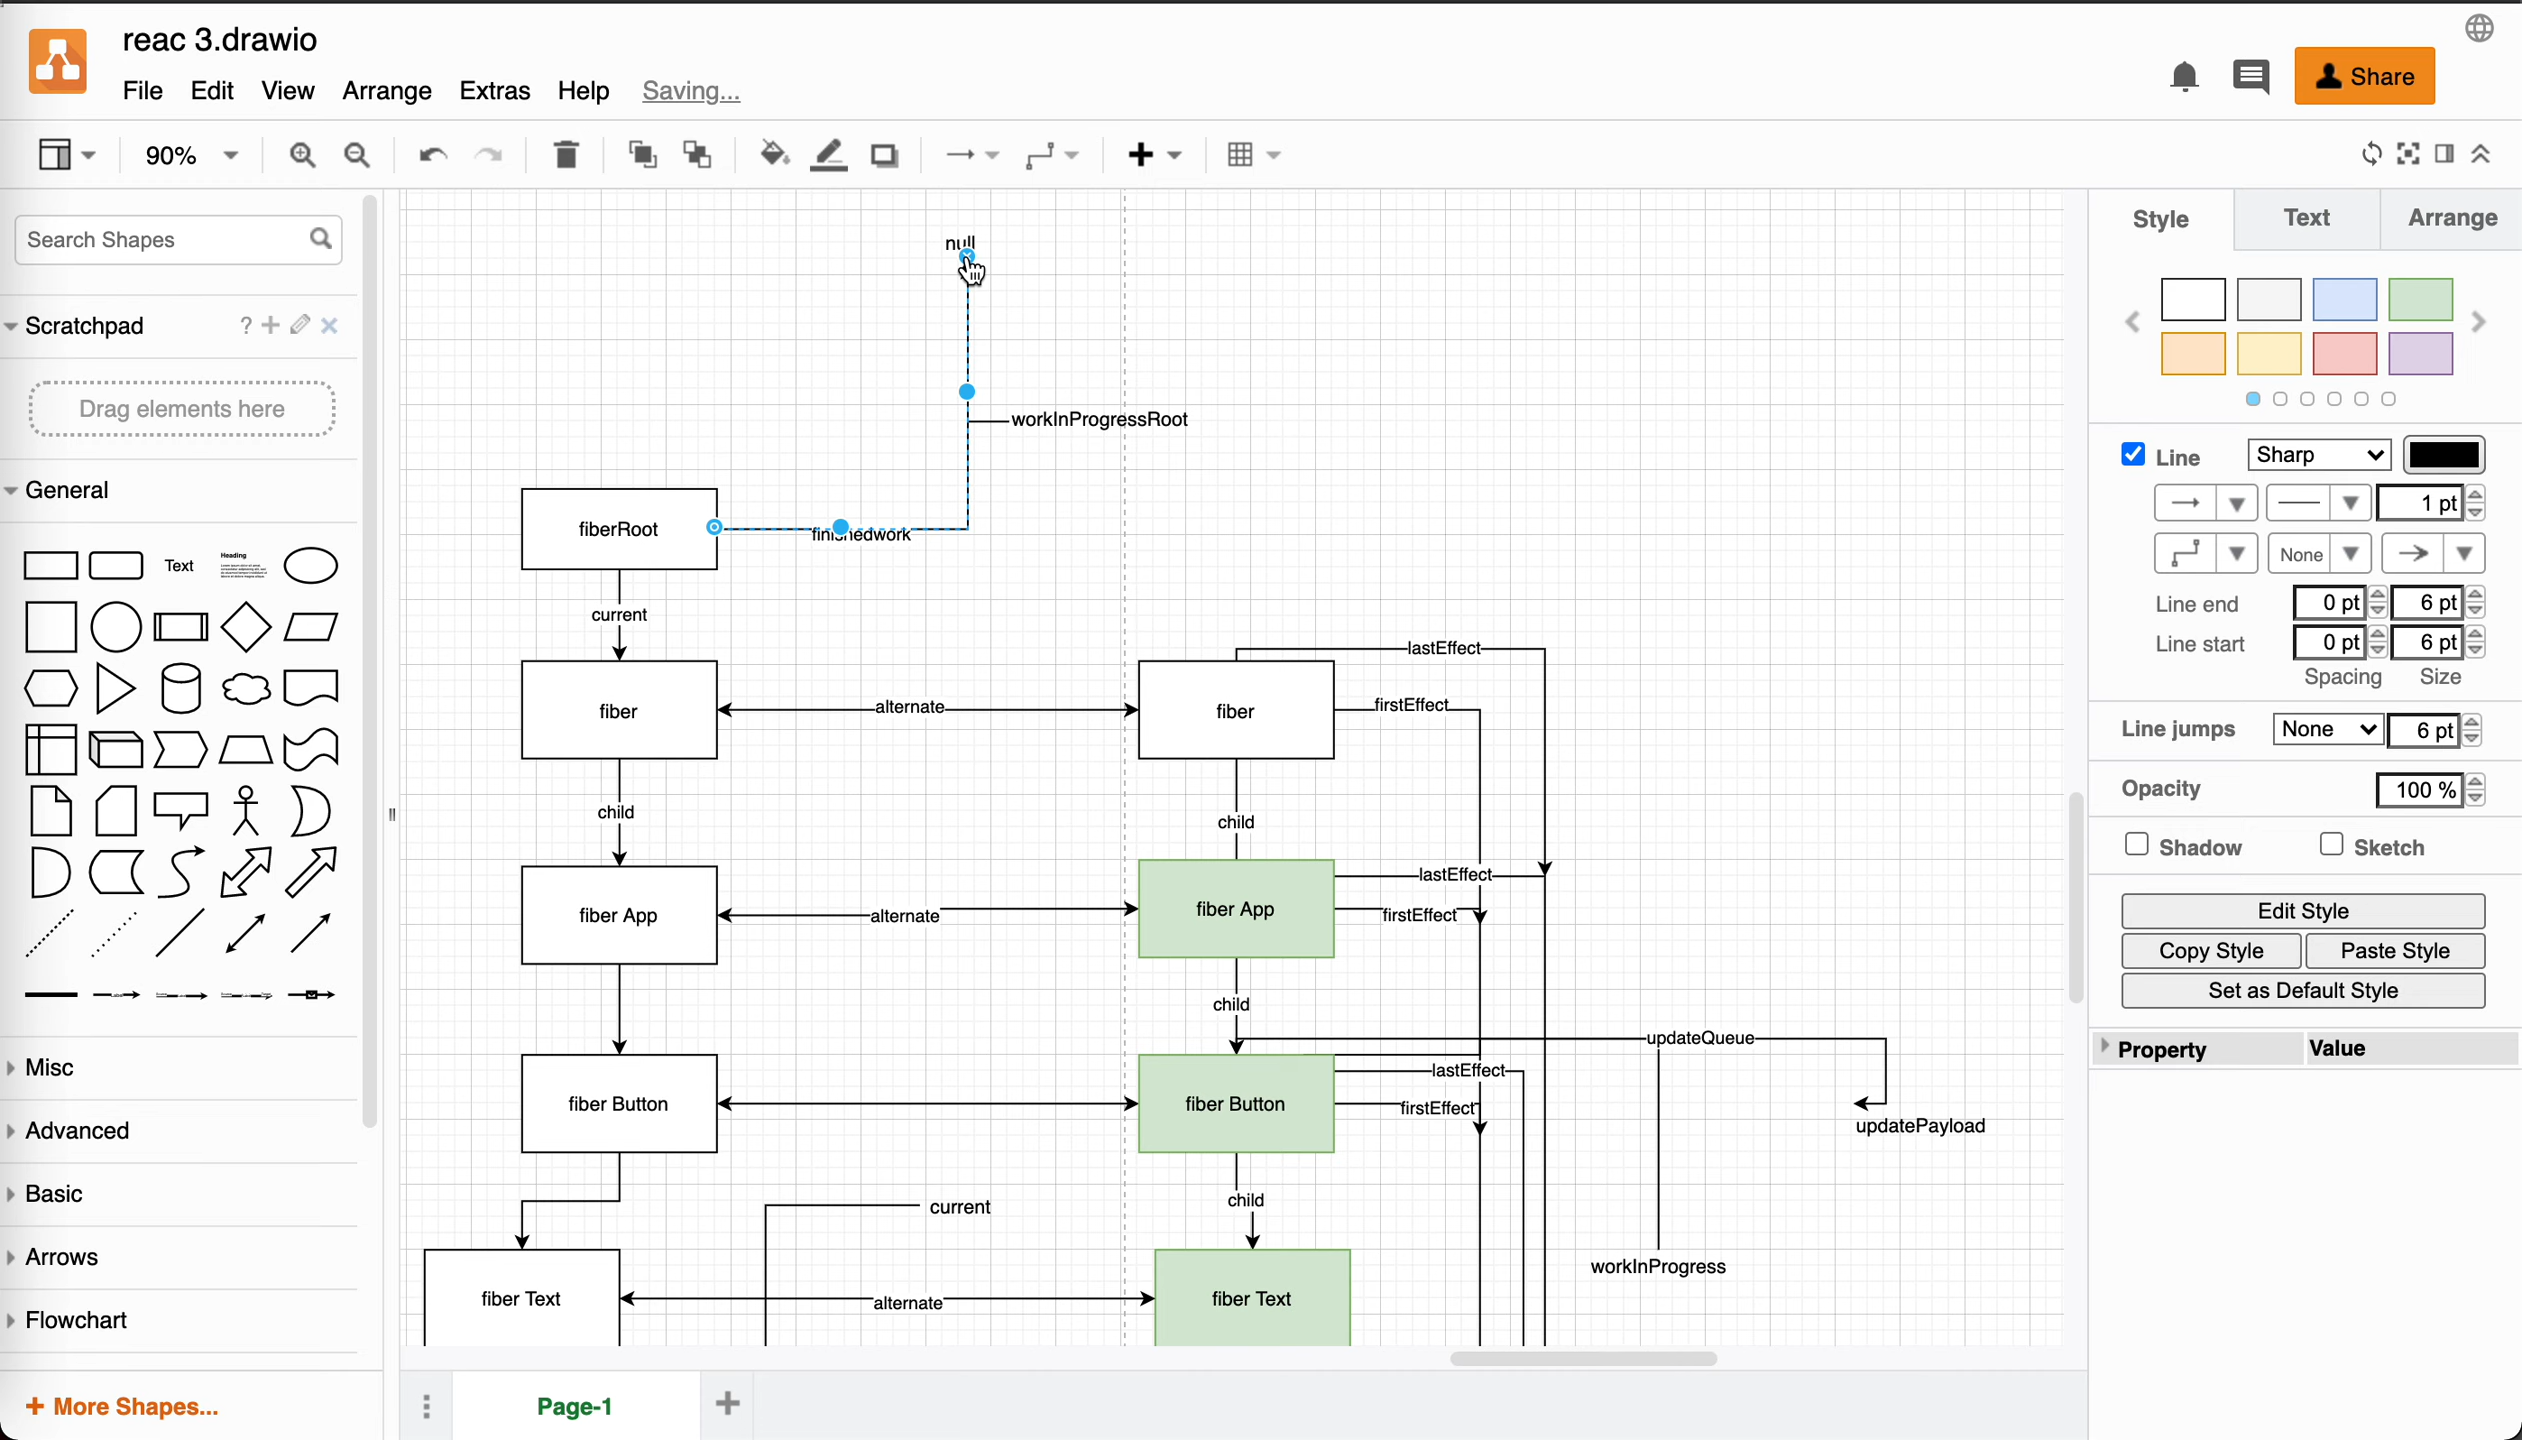 reac 3.drawio
File Edit View Arrange Extras Help Saving...
Share
90%
Search Shapes
Scratchpad ?
Drag elements here
General
Text
Heading
Misc
Advanced
Basic
Arrows
Flowchart
+ More Shapes...
null
workInProgressRoot
fiberRoot
finishedwork
current
lastEffect
fiber
alternate
fiber
firstEffect
child
child
lastEffect
fiber App
alternate
fiber App
firstEffect
child
updateQueue
lastEffect
fiber Button
fiber Button
firstEffect
updatePayload
child
current
workInProgress
fiber Text
alternate
fiber Text
Page-1
Style Text Arrange
Line Sharp
1 pt
None
Line end 0 pt 6 pt
Line start 0 pt 6 pt
Spacing Size
Line jumps None 6 pt
Opacity 100 %
Shadow Sketch
Edit Style
Copy Style Paste Style
Set as Default Style
Property Value